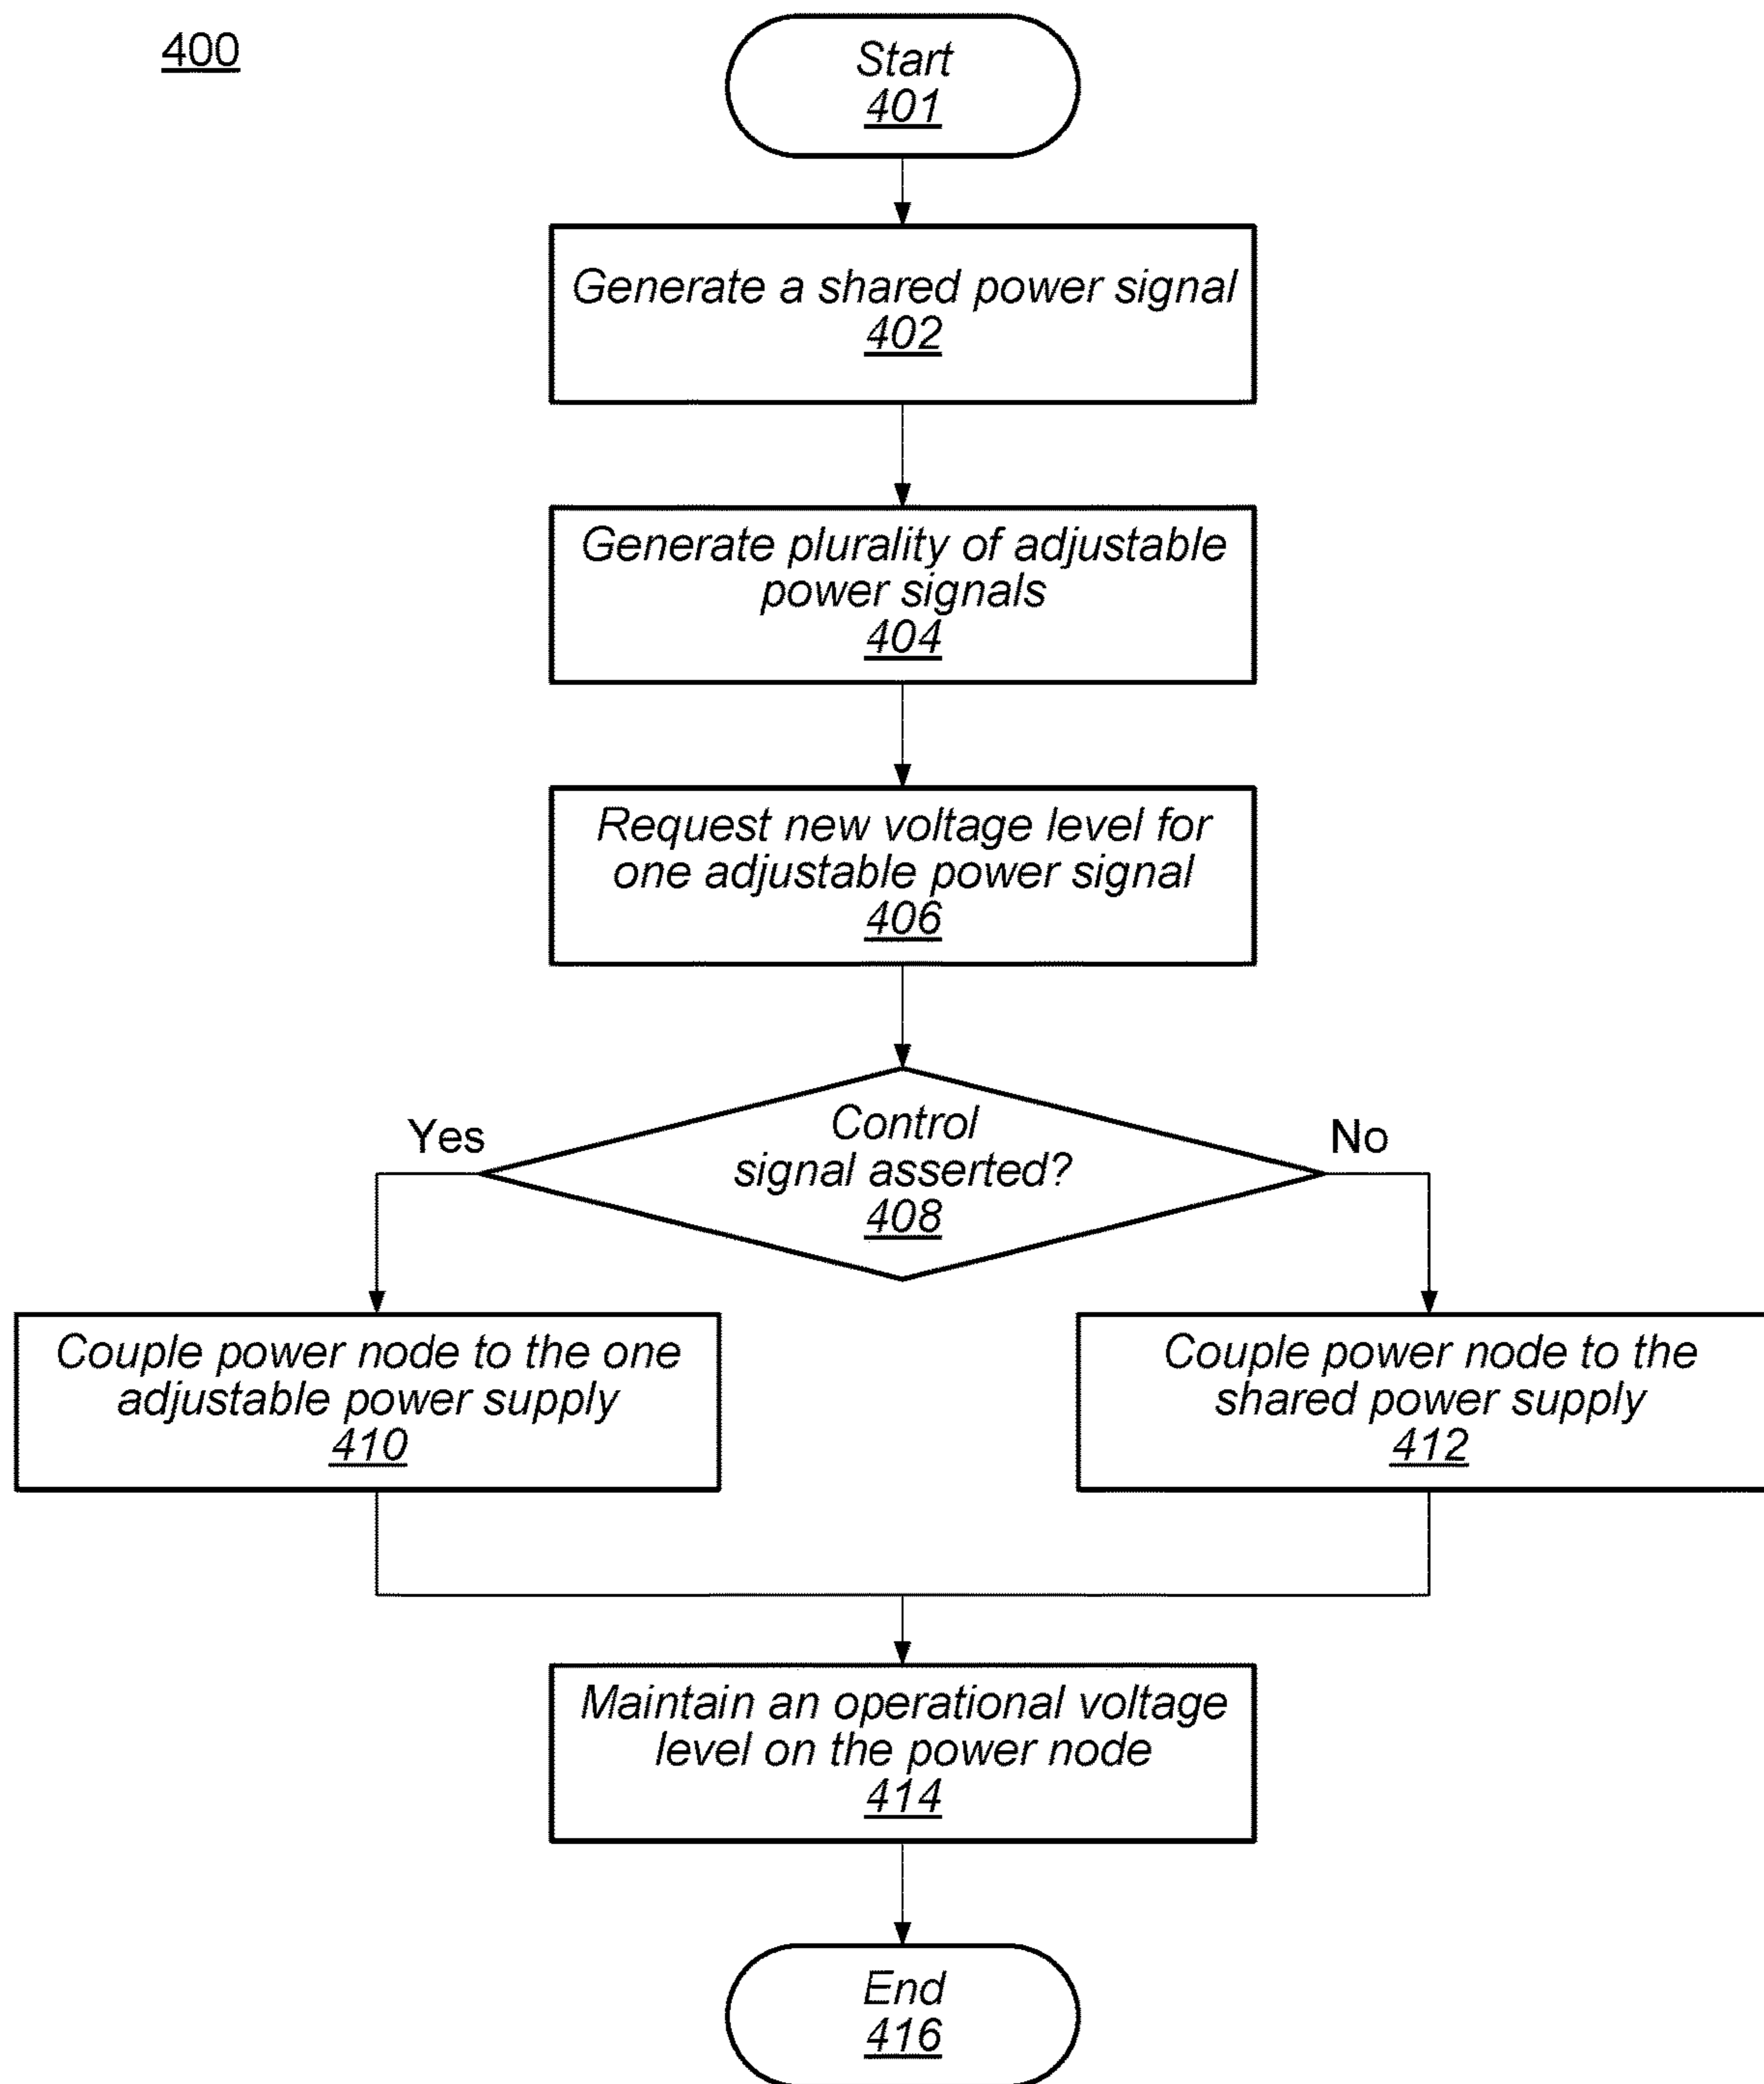 400
Start
401
Generate a shared power signal
402
Generate plurality of adjustable
power signals
404
Request new voltage level for
one adjustable power signal
406
Control
signal asserted?
408
Yes
No
Couple power node to the one
adjustable power supply
410
Couple power node to the
shared power supply
412
Maintain an operational voltage
level on the power node
414
End
416